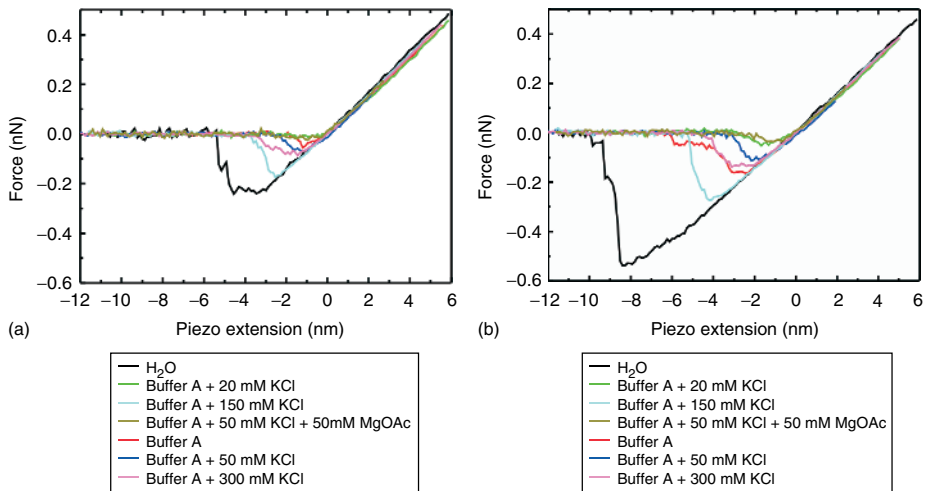 0.4
0.2
0.0
−0.2
−0.4
−0.6
Force (nN)
−12 −10 −8 −6 −4 −2 0 2 4 6
(a)
Piezo extension (nm)
H2O
Buffer A + 20 mM KCl
Buffer A + 150 mM KCl
Buffer A + 50 mM KCl + 50mM MgOAc
Buffer A
Buffer A + 50 mM KCl
Buffer A + 300 mM KCl
0.4
0.2
0.0
−0.2
−0.4
−0.6
Force (nN)
−12 −10 −8 −6 −4 −2 0 2 4 6
(b)
Piezo extension (nm)
H2O
Buffer A + 20 mM KCl
Buffer A + 150 mM KCl
Buffer A + 50 mM KCl + 50 mM MgOAc
Buffer A
Buffer A + 50 mM KCl
Buffer A + 300 mM KCl